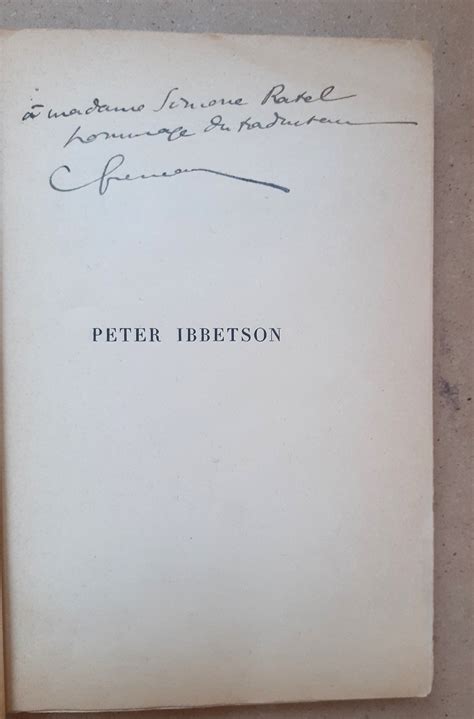 à madame Simone Ratel
hommage du traducteur
PETER IBBETSON